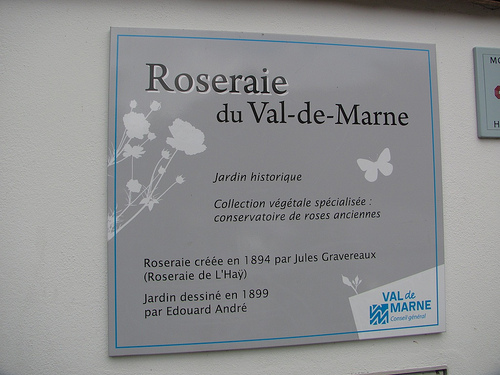 Roseraie
du Val-de-Marne
Jardin historique
Collection végétale spécialisée :
conservatoire de roses anciennes
Roseraie créée en 1894 par Jules Gravereaux
(Roseraie de L'Haÿ)
Jardin dessiné en 1899
par Edouard André
VAL de
MARNE
Conseil général